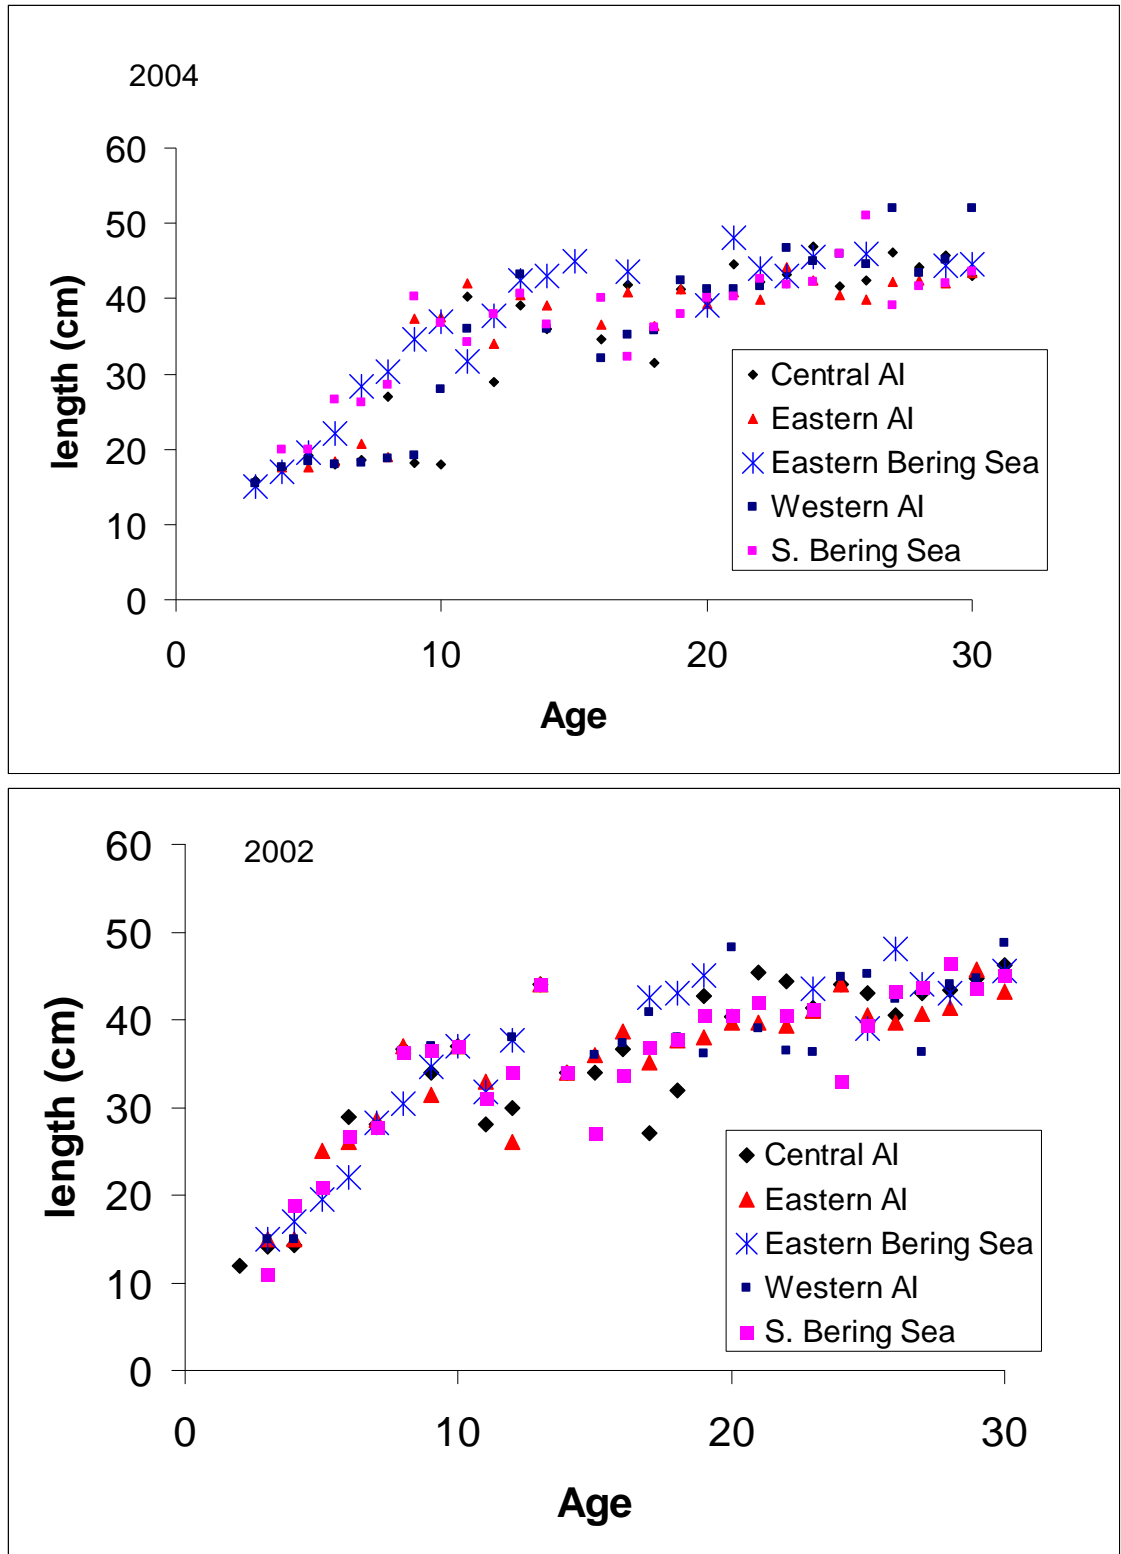 2004
60
50
40
30
20
10
0
length (cm)
Central AI
Eastern AI
Eastern Bering Sea
Western AI
S. Bering Sea
0 10 20 30
Age
2002
60
50
40
30
20
10
0
length (cm)
Central AI
Eastern AI
Eastern Bering Sea
Western AI
S. Bering Sea
0 10 20 30
Age